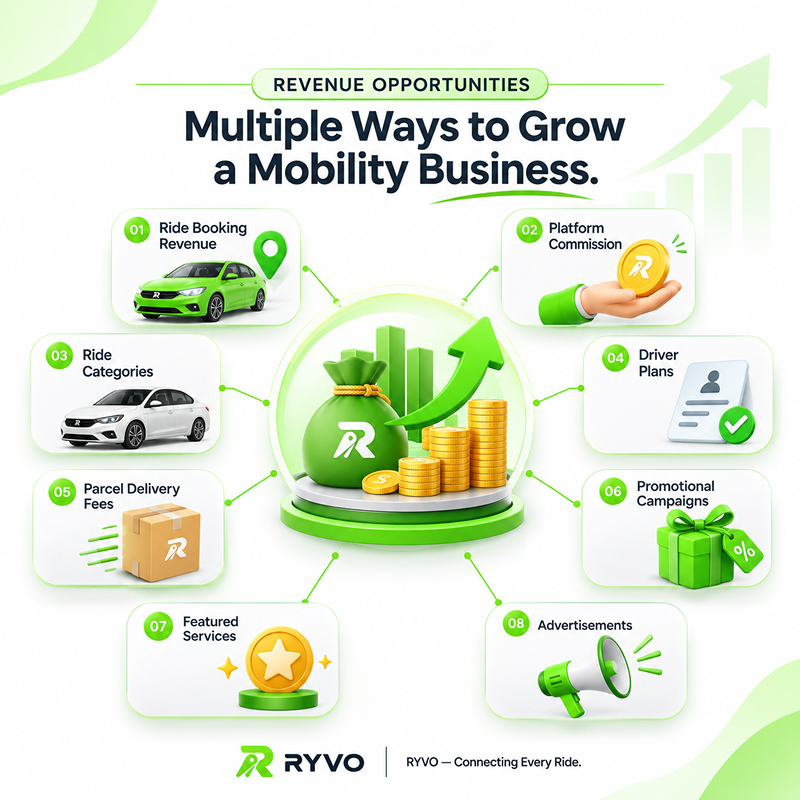 REVENUE OPPORTUNITIES
Multiple Ways to Grow
a Mobility Business.
01
Ride Booking
Revenue
R
02
Platform
Commission
R
03
Ride
Categories
R
04
Driver
Plans
R
$
05
Parcel Delivery
Fees
R
06
Promotional
Campaigns
%
07
Featured
Services
08
Advertisements
R RYVO
RYVO — Connecting Every Ride.